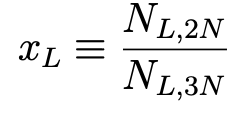 x_L ≡ N_{L,2N} / N_{L,3N}